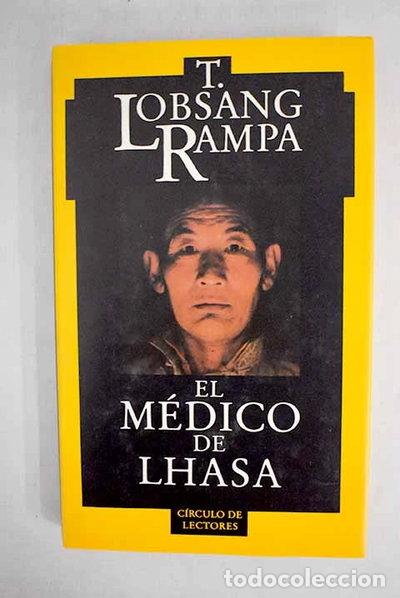 T.
LOBSANG
RAMPA
EL
MÉDICO
DE
LHASA
CÍRCULO DE
LECTORES
todocoleccion